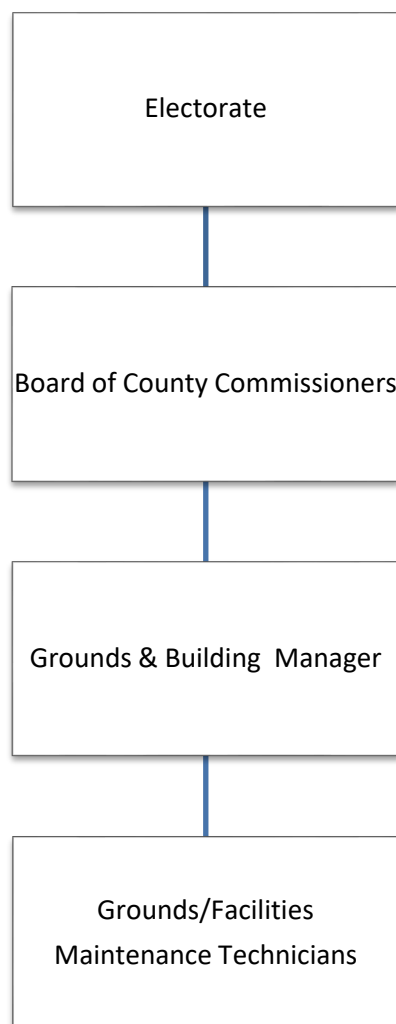 Electorate
Board of County Commissioners
Grounds & Building  Manager
Grounds/Facilities
Maintenance Technicians